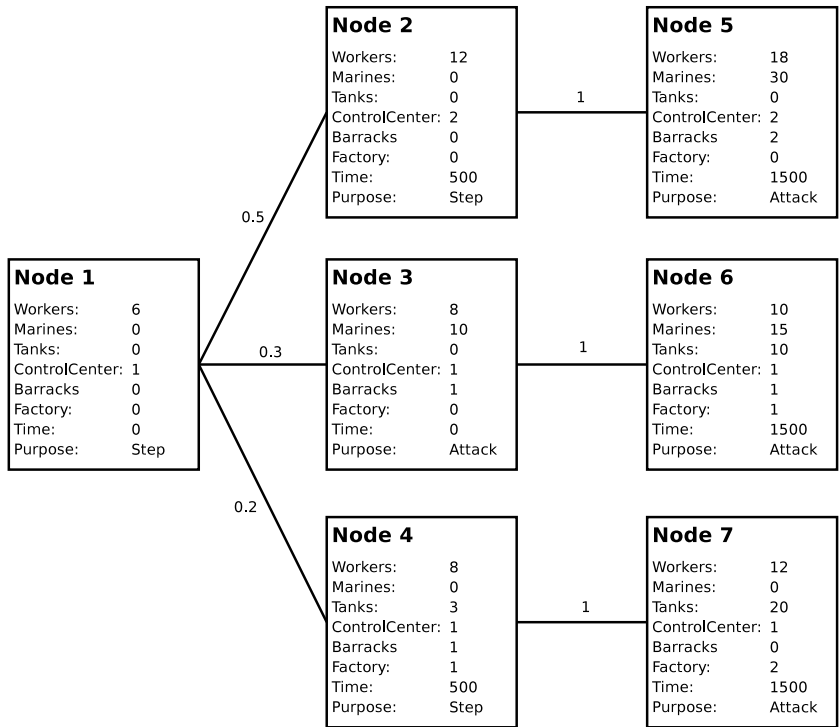 Node 1
Workers: 6
Marines: 0
Tanks: 0
ControlCenter: 1
Barracks 0
Factory: 0
Time: 0
Purpose: Step
0.5
0.3
0.2
Node 2
Workers: 12
Marines: 0
Tanks: 0
ControlCenter: 2
Barracks 0
Factory: 0
Time: 500
Purpose: Step
1
Node 5
Workers: 18
Marines: 30
Tanks: 0
ControlCenter: 2
Barracks 2
Factory: 0
Time: 1500
Purpose: Attack
Node 3
Workers: 8
Marines: 10
Tanks: 0
ControlCenter: 1
Barracks 1
Factory: 0
Time: 0
Purpose: Attack
1
Node 6
Workers: 10
Marines: 15
Tanks: 10
ControlCenter: 1
Barracks 1
Factory: 1
Time: 1500
Purpose: Attack
Node 4
Workers: 8
Marines: 0
Tanks: 3
ControlCenter: 1
Barracks 1
Factory: 1
Time: 500
Purpose: Step
1
Node 7
Workers: 12
Marines: 0
Tanks: 20
ControlCenter: 1
Barracks 0
Factory: 2
Time: 1500
Purpose: Attack